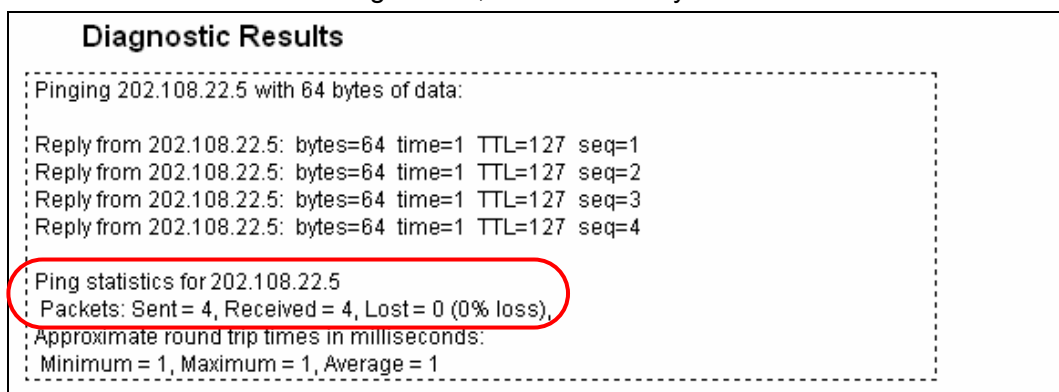 Diagnostic Results
Pinging 202.108.22.5 with 64 bytes of data:
Reply from 202.108.22.5: bytes=64 time=1 TTL=127 seq=1
Reply from 202.108.22.5: bytes=64 time=1 TTL=127 seq=2
Reply from 202.108.22.5: bytes=64 time=1 TTL=127 seq=3
Reply from 202.108.22.5: bytes=64 time=1 TTL=127 seq=4
Ping statistics for 202.108.22.5
Packets: Sent = 4, Received = 4, Lost = 0 (0% loss),
Approximate round trip times in milliseconds:
Minimum = 1, Maximum = 1, Average = 1